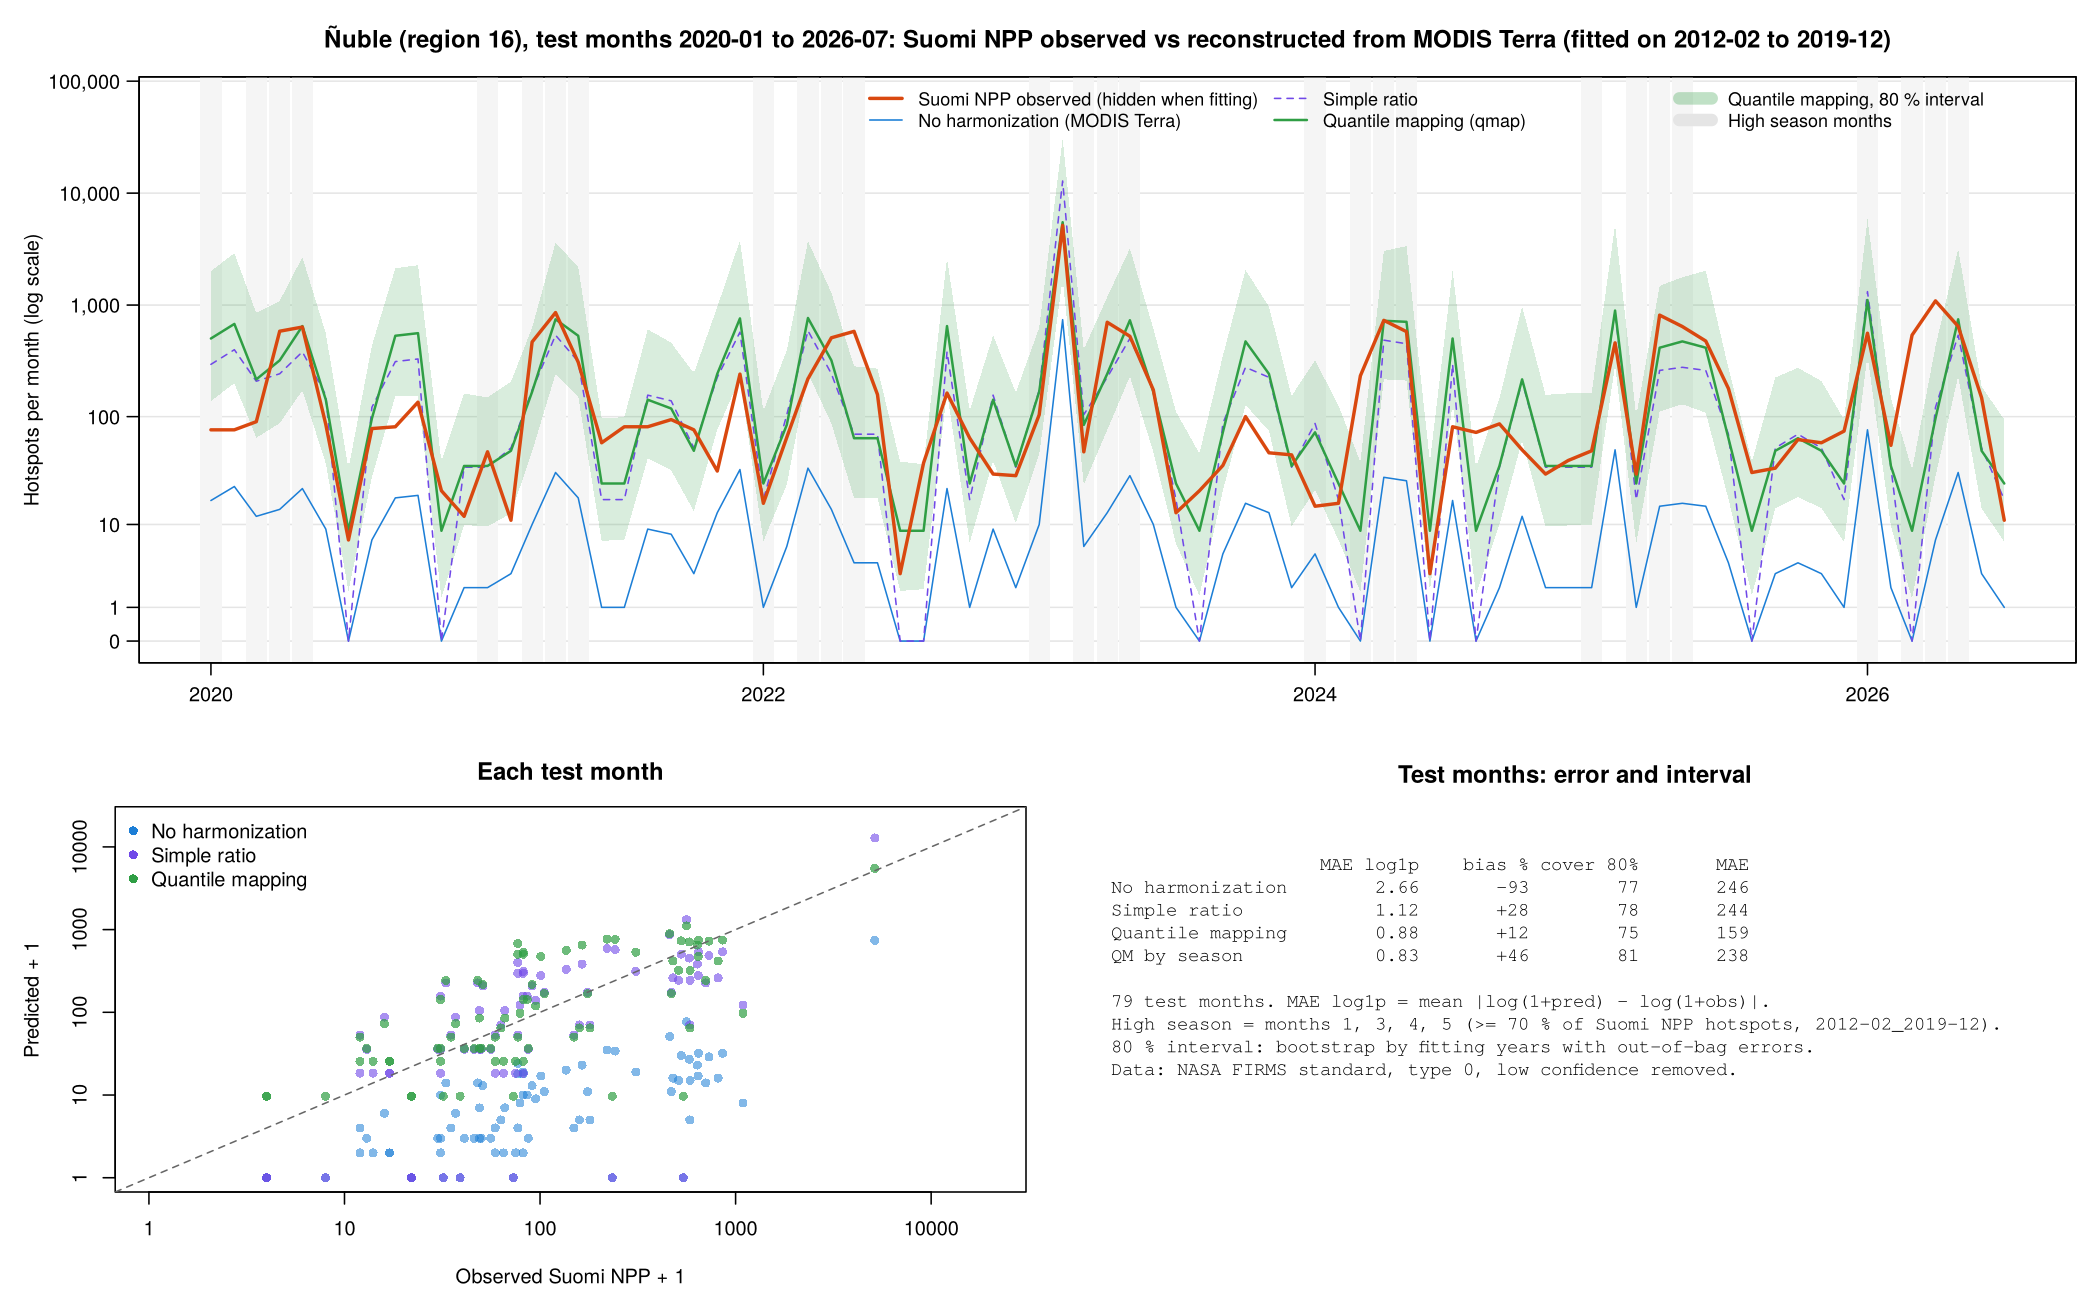 Ñuble (region 16), test months 2020-01 to 2026-07: Suomi NPP observed vs reconstructed from MODIS Terra (fitted on 2012-02 to 2019-12)
Hotspots per month (log scale)
100,000
10,000
1,000
100
10
1
0
Suomi NPP observed (hidden when fitting)
No harmonization (MODIS Terra)
Simple ratio
Quantile mapping (qmap)
Quantile mapping, 80 % interval
High season months
2020
2022
2024
2026
Each test month
Predicted + 1
10000
1000
100
10
1
No harmonization
Simple ratio
Quantile mapping
1
10
100
1000
10000
Observed Suomi NPP + 1
Test months: error and interval
MAE log1p bias % cover 80% MAE
No harmonization 2.66 −93 77 246
Simple ratio 1.12 +28 78 244
Quantile mapping 0.88 +12 75 159
QM by season 0.83 +46 81 238
79 test months. MAE log1p = mean |log(1+pred) − log(1+obs)|.
High season = months 1, 3, 4, 5 (>= 70 % of Suomi NPP hotspots, 2012−02_2019−12).
80 % interval: bootstrap by fitting years with out−of−bag errors.
Data: NASA FIRMS standard, type 0, low confidence removed.